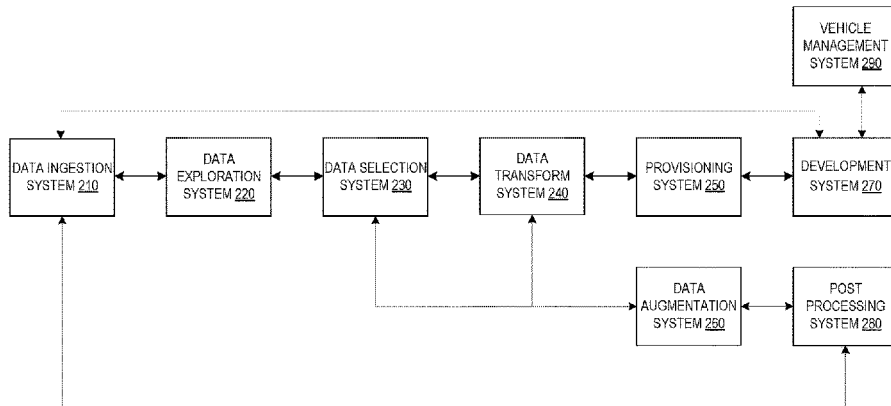 VEHICLE
MANAGEMENT
SYSTEM 290
DATA INGESTION
SYSTEM 210
DATA
EXPLORATION
SYSTEM 220
DATA SELECTION
SYSTEM 230
DATA
TRANSFORM
SYSTEM 240
PROVISIONING
SYSTEM 250
DEVELOPMENT
SYSTEM 270
DATA
AUGMENTATION
SYSTEM 260
POST
PROCESSING
SYSTEM 280